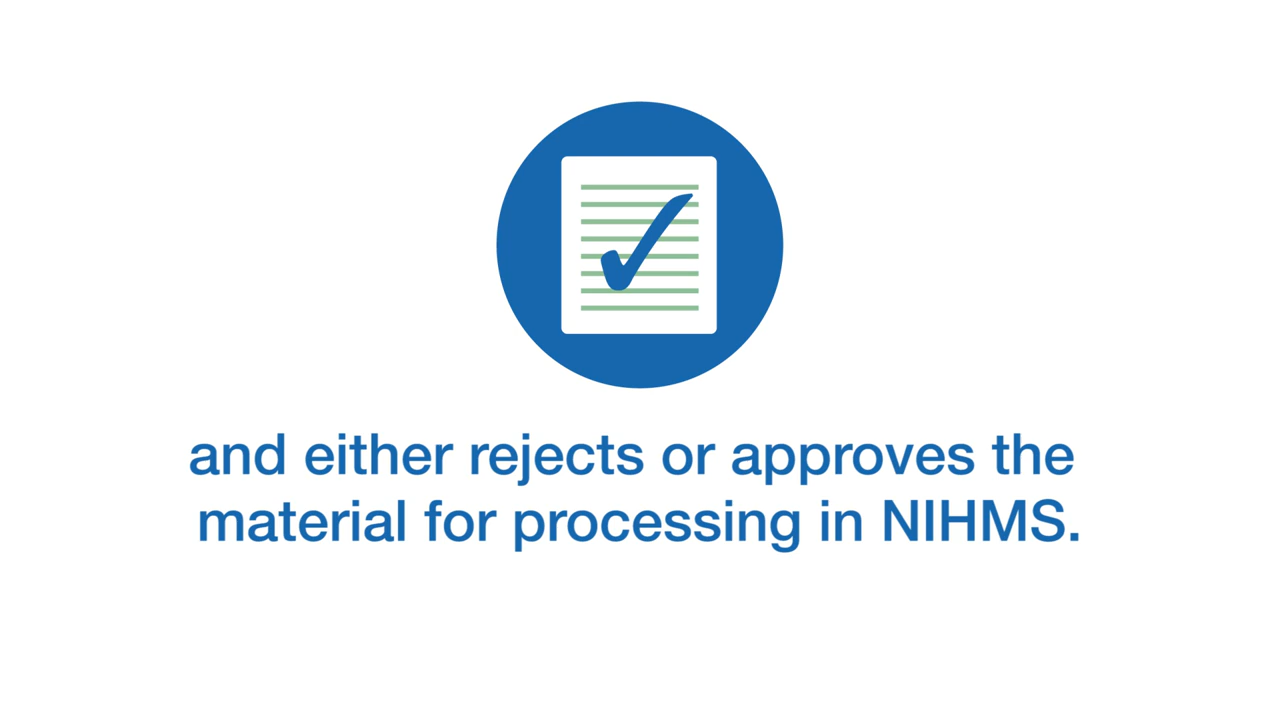 and either rejects or approves the
material for processing in NIHMS.